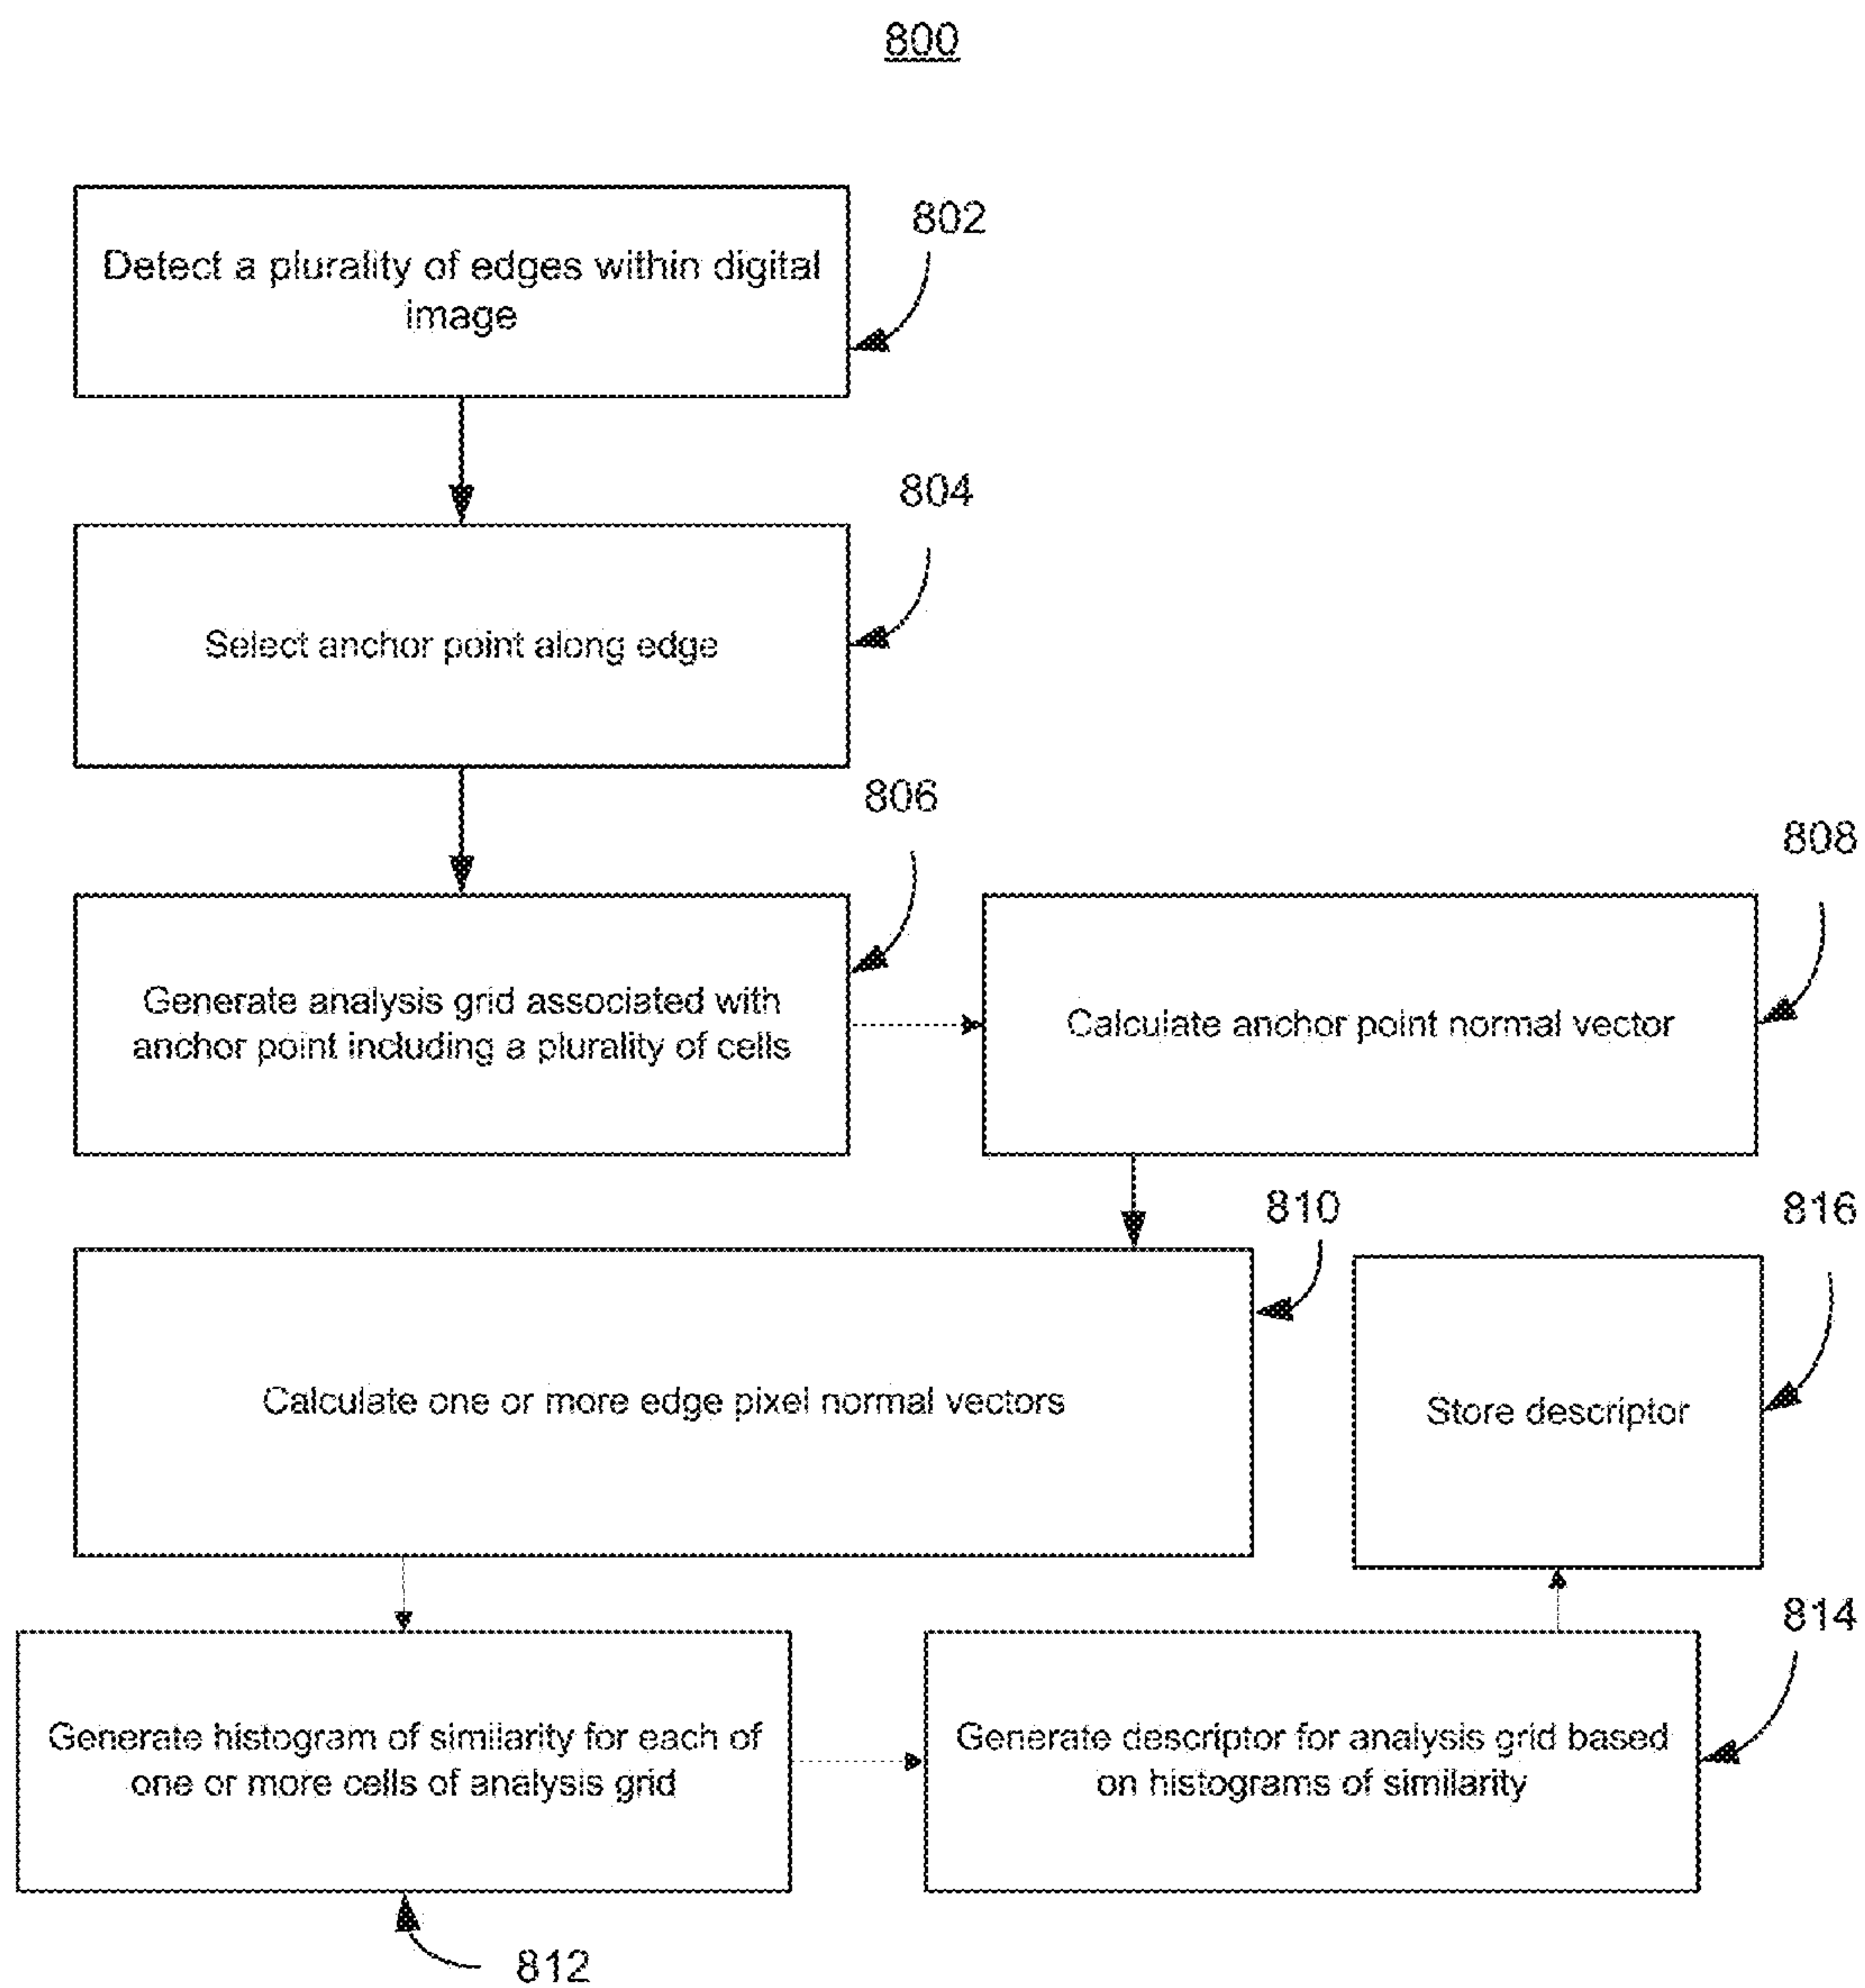 800
802
Detect a plurality of edges within digital
image
804
Select anchor point along edge
806
808
Generate analysis grid associated with
anchor point including a plurality of cells
Calculate anchor point normal vector
810
816
Calculate one or more edge pixel normal vectors
Store descriptor
814
Generate histogram of similarity for each of
one or more cells of analysis grid
Generate descriptor for analysis grid based
on histograms of similarity
812